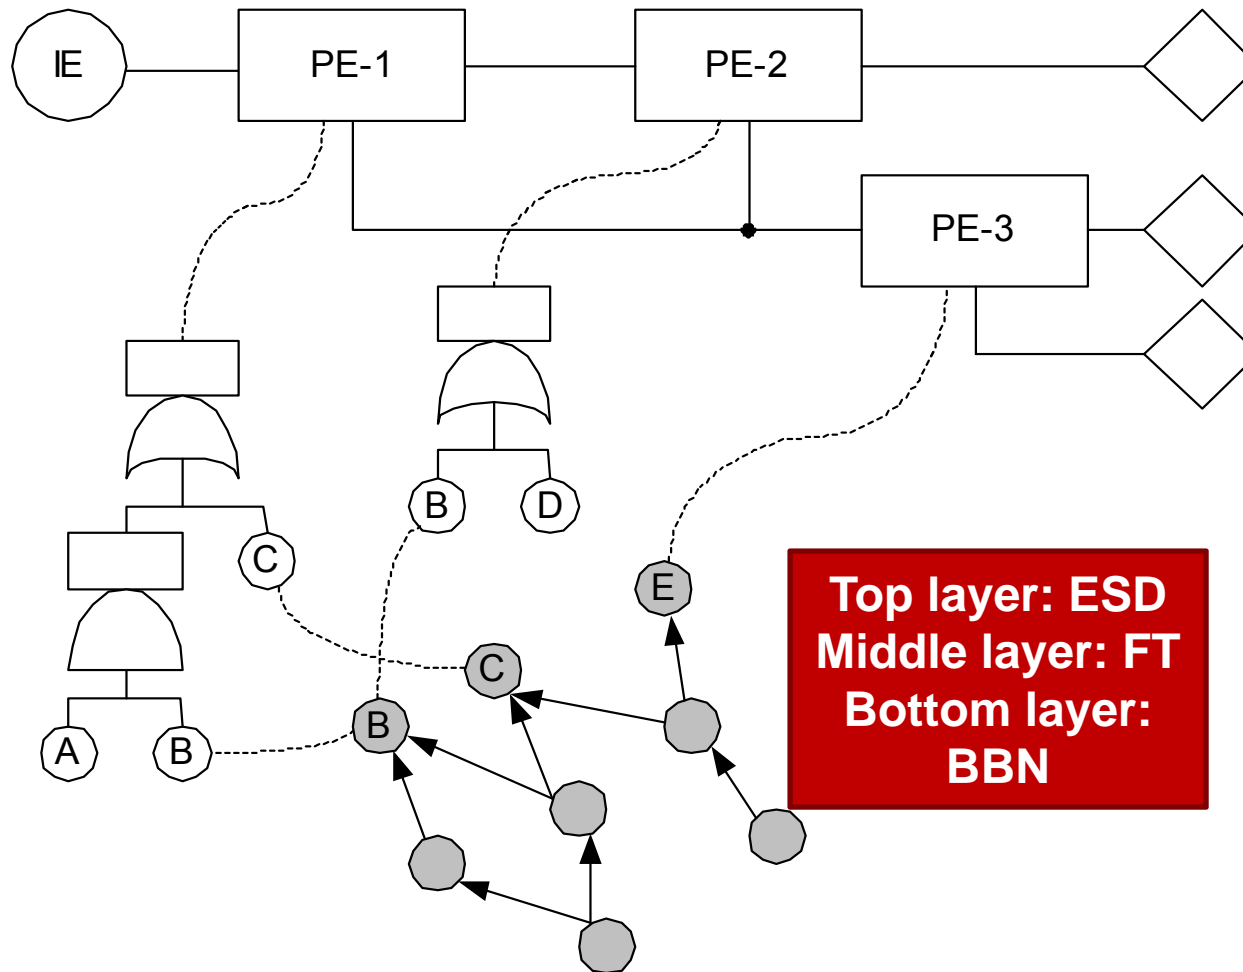 IE
PE-1
PE-2
PE-3
B
D
C
E
C
A
B
B
Top layer: ESD
Middle layer: FT
Bottom layer:
BBN